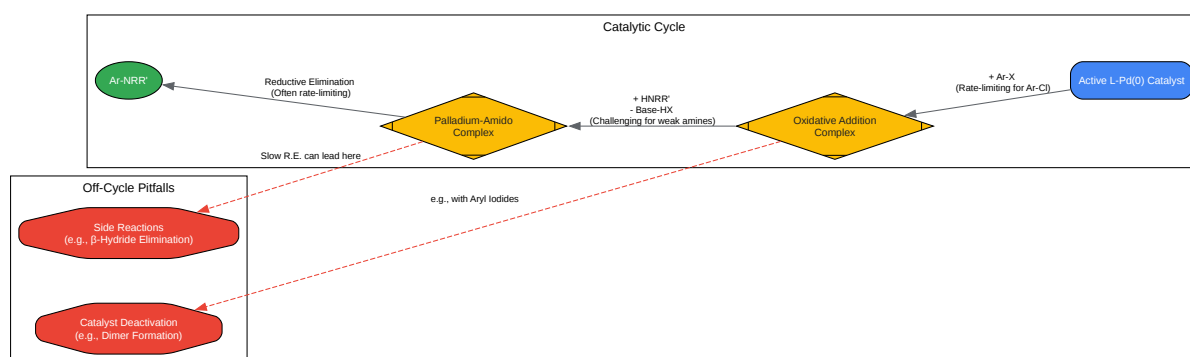 Catalytic Cycle
Ar-NRR'
Reductive Elimination
(Often rate-limiting)
Palladium-Amido
Complex
+ HNRR'
- Base-HX
(Challenging for weak amines)
Oxidative Addition
Complex
+ Ar-X
(Rate-limiting for Ar-Cl)
Active L-Pd(0) Catalyst
Slow R.E. can lead here
e.g., with Aryl Iodides
Off-Cycle Pitfalls
Side Reactions
(e.g., β-Hydride Elimination)
Catalyst Deactivation
(e.g., Dimer Formation)